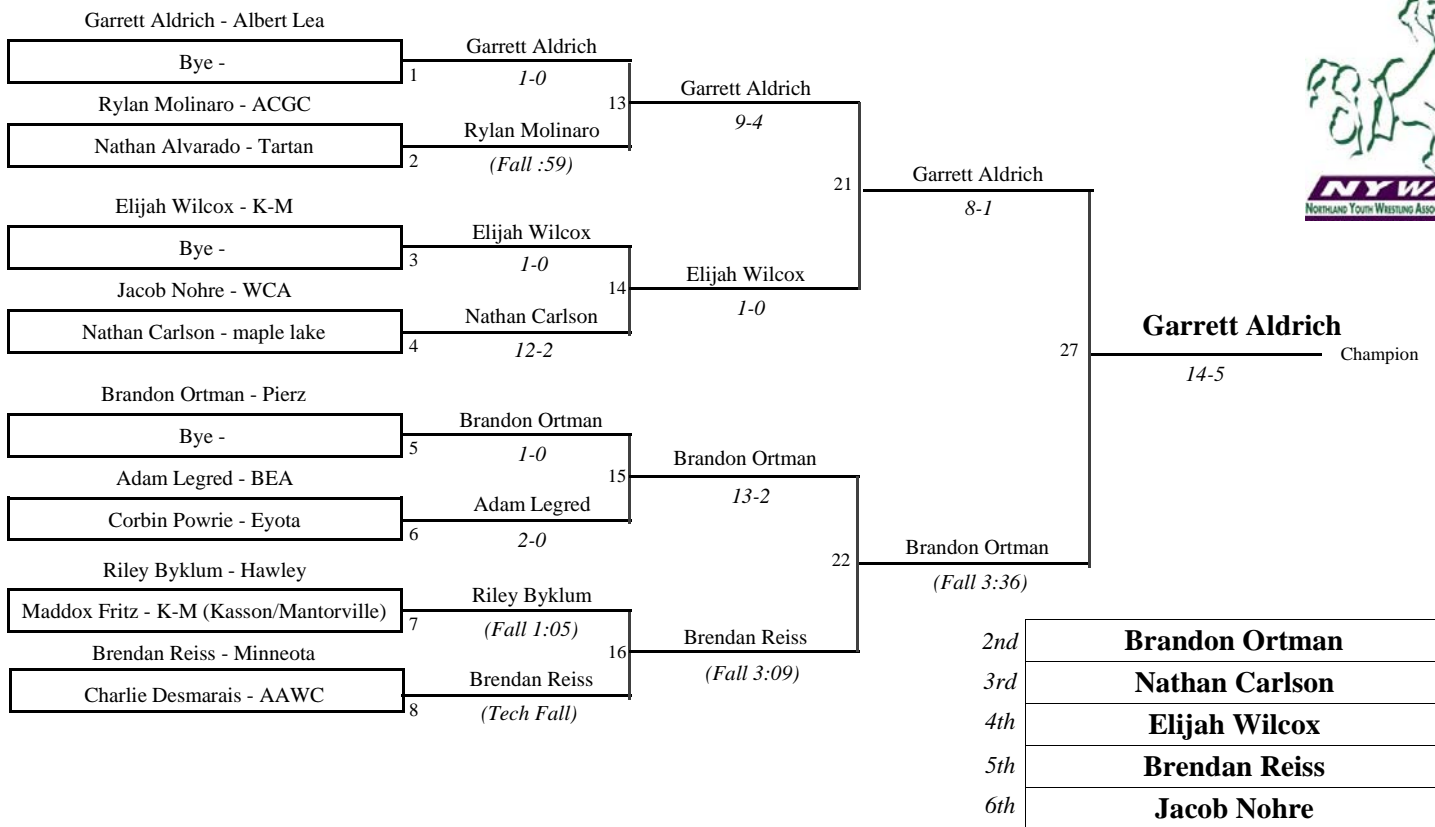 Garrett Aldrich - Albert Lea
Bye -
1
Rylan Molinaro - ACGC
Nathan Alvarado - Tartan
2
Elijah Wilcox - K-M
Bye -
3
Jacob Nohre - WCA
Nathan Carlson - maple lake
4
Brandon Ortman - Pierz
Bye -
5
Adam Legred - BEA
Corbin Powrie - Eyota
6
Riley Byklum - Hawley
Maddox Fritz - K-M (Kasson/Mantorville)
7
Brendan Reiss - Minneota
Charlie Desmarais - AAWC
8
Garrett Aldrich
1-0
13
Rylan Molinaro
(Fall :59)
Elijah Wilcox
1-0
14
Nathan Carlson
12-2
Brandon Ortman
1-0
15
Adam Legred
2-0
Riley Byklum
(Fall 1:05)
16
Brendan Reiss
(Tech Fall)
Garrett Aldrich
9-4
21
Elijah Wilcox
1-0
Brandon Ortman
13-2
22
Brendan Reiss
(Fall 3:09)
Garrett Aldrich
8-1
27
Brandon Ortman
(Fall 3:36)
Garrett Aldrich
Champion
14-5
2nd Brandon Ortman
3rd Nathan Carlson
4th Elijah Wilcox
5th Brendan Reiss
6th Jacob Nohre
NORTHLAND YOUTH WRESTLING